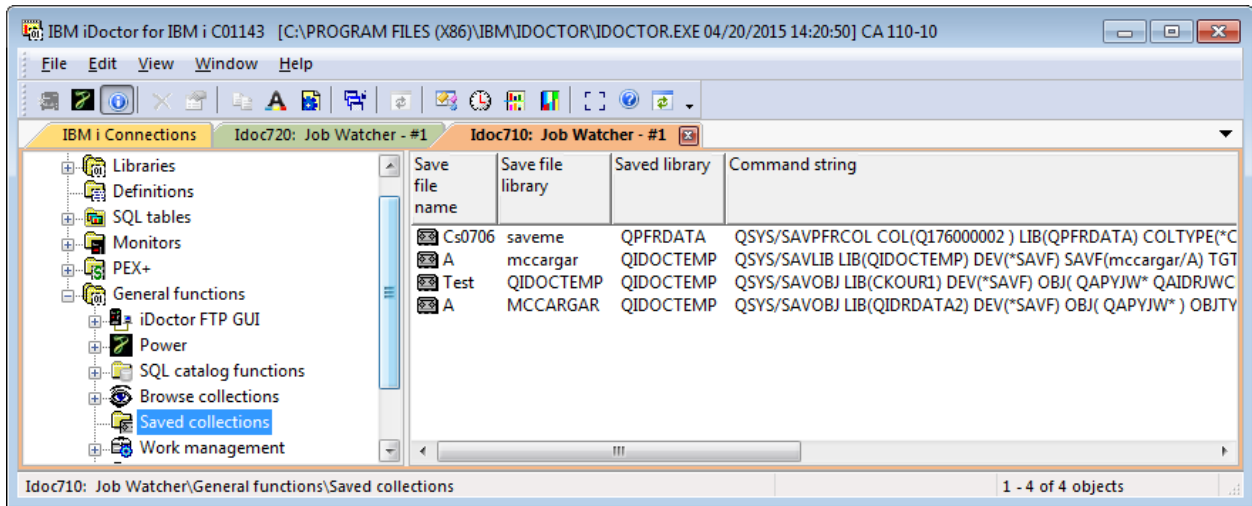 IBM iDoctor for IBM i C01143 [C:\PROGRAM FILES (X86)\IBM\IDOCTOR\IDOCTOR.EXE 04/20/2015 14:20:50] CA 110-10
File Edit View Window Help
IBM i Connections Idoc720: Job Watcher - #1 Idoc710: Job Watcher - #1
Libraries
Definitions
SQL tables
Monitors
PEX+
General functions
iDoctor FTP GUI
Power
SQL catalog functions
Browse collections
Saved collections
Work management
Save file name Save file library Saved library Command string
Cs0706 saveme QPFRDATA QSYS/SAVPFRCOL COL(Q176000002 ) LIB(QPFRDATA) COLTYPE(*C
A mccargar QIDOCTEMP QSYS/SAVLIB LIB(QIDOCTEMP) DEV(*SAVF) SAVF(mccargar/A) TGT
Test QIDOCTEMP QIDOCTEMP QSYS/SAVOBJ LIB(CKOUR1) DEV(*SAVF) OBJ( QAPYJW* QAIDRJWC
A MCCARGAR QIDOCTEMP QSYS/SAVOBJ LIB(QIDRDATA2) DEV(*SAVF) OBJ( QAPYJW* ) OBJTY
Idoc710: Job Watcher\General functions\Saved collections 1 - 4 of 4 objects